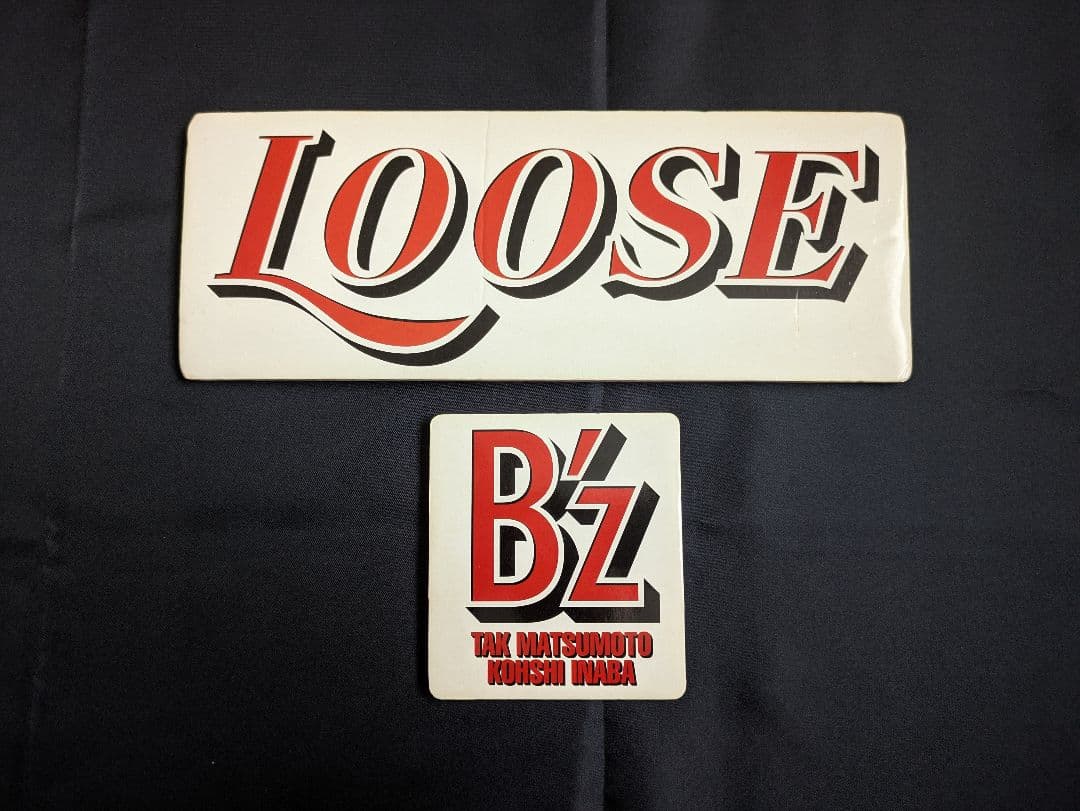 LOOSE
B'z
TAK MATSUMOTO
KOHSHI INABA